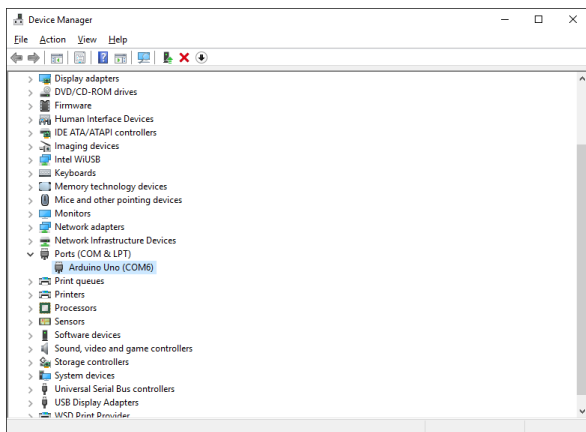 Device Manager
File Action View Help
Display adapters
DVD/CD-ROM drives
Firmware
Human Interface Devices
IDE ATA/ATAPI controllers
Imaging devices
Intel WiUSB
Keyboards
Memory technology devices
Mice and other pointing devices
Monitors
Network adapters
Network Infrastructure Devices
Ports (COM & LPT)
Arduino Uno (COM6)
Print queues
Printers
Processors
Sensors
Software devices
Sound, video and game controllers
Storage controllers
System devices
Universal Serial Bus controllers
USB Display Adapters
WSD Print Provider